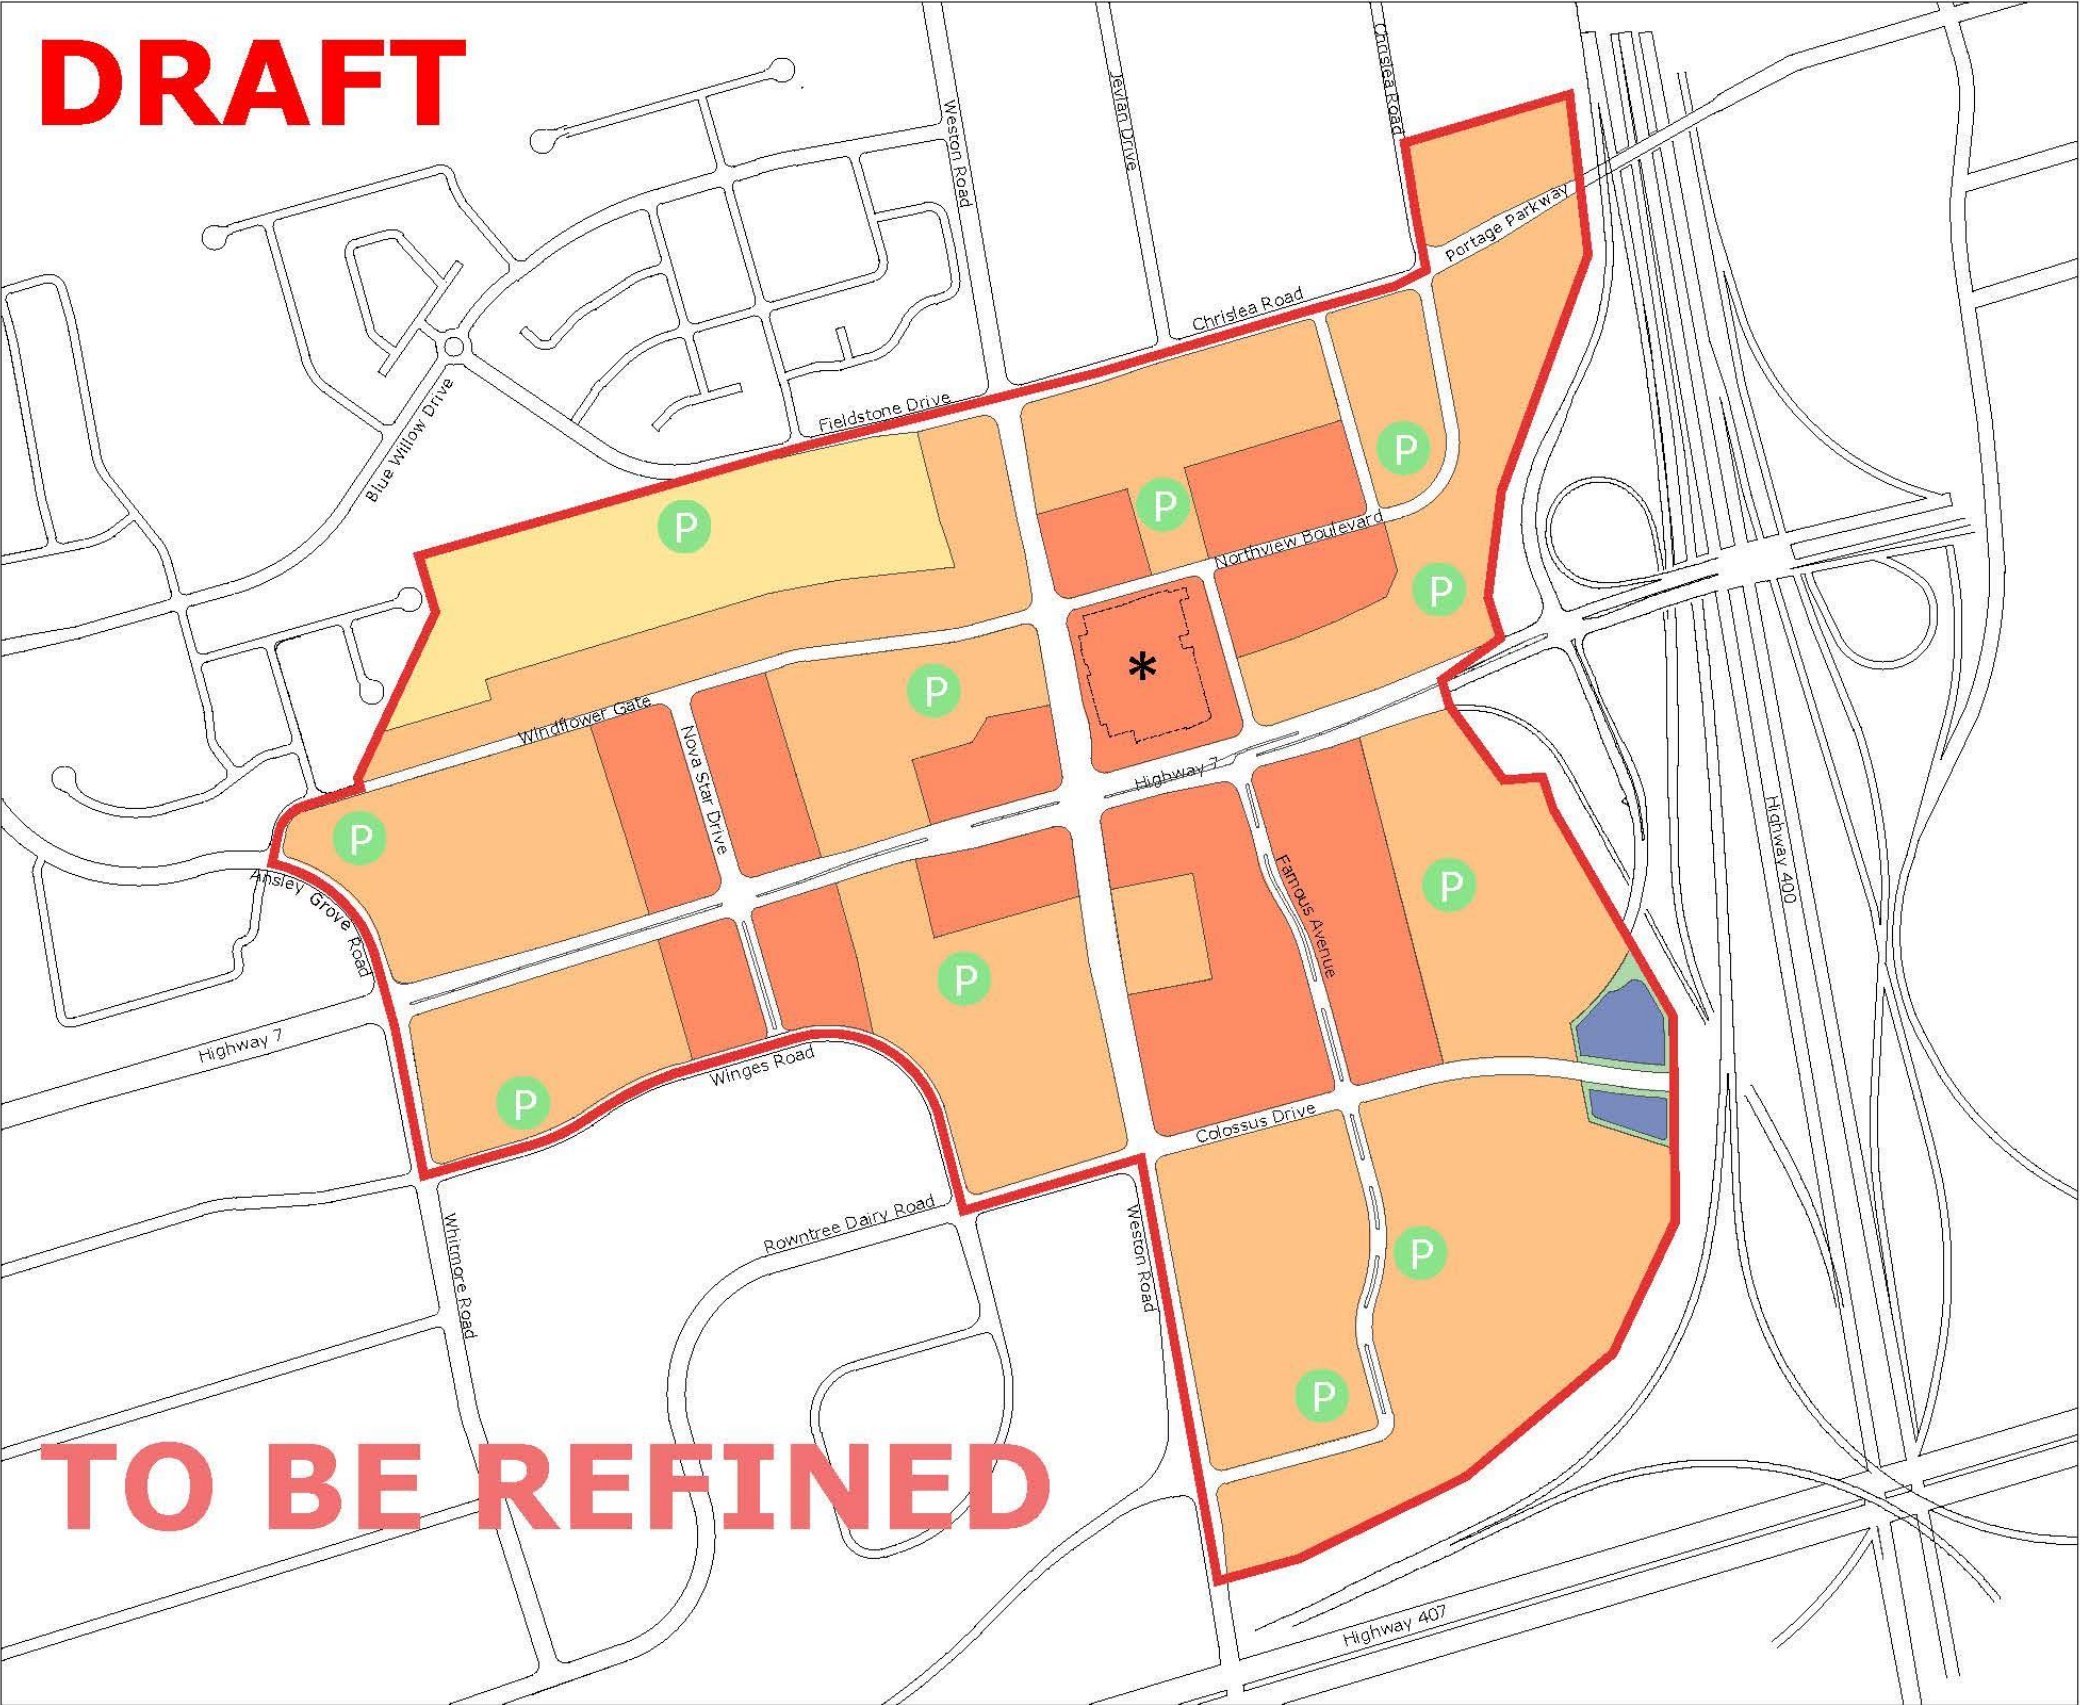 DRAFT
Weston Road
Jevlan Drive
Chrislea Road
Portage Parkway
Chrislea Road
Fieldstone Drive
Blue Willow Drive
P
P
P
Northview Boulevard
P
P
*
Windflower Gate
Nova Star Drive
Highway 7
P
Highway 400
Famous Avenue
P
Ansley Grove Road
P
Highway 7
Winges Road
P
Colossus Drive
Rowntree Dairy Road
Weston Road
Whitmore Road
P
P
TO BE REFINED
Highway 407